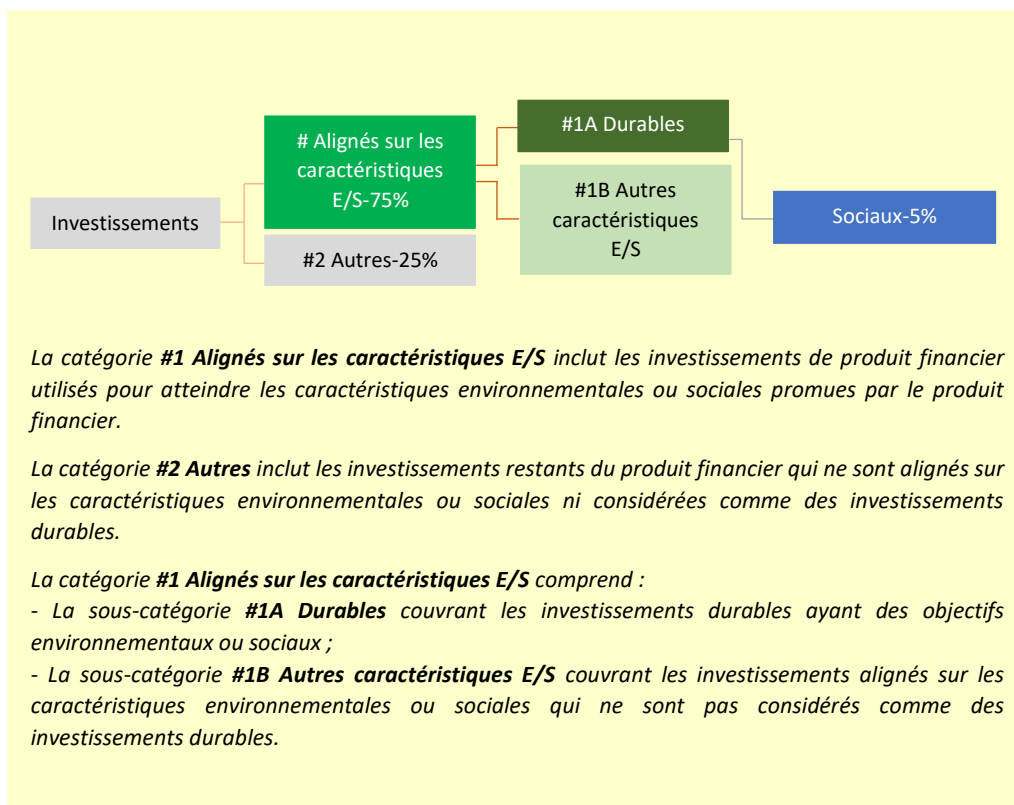 # Alignés sur les
caractéristiques
E/S-75%
#1A Durables
#1B Autres
caractéristiques
E/S
Investissements
Sociaux-5%
#2 Autres-25%
La catégorie #1 Alignés sur les caractéristiques E/S inclut les investissements de produit financier
utilisés pour atteindre les caractéristiques environnementales ou sociales promues par le produit
financier.
La catégorie #2 Autres inclut les investissements restants du produit financier qui ne sont alignés sur
les caractéristiques environnementales ou sociales ni considérées comme des investissements
durables.
La catégorie #1 Alignés sur les caractéristiques E/S comprend :
- La sous-catégorie #1A Durables couvrant les investissements durables ayant des objectifs
environnementaux ou sociaux ;
- La sous-catégorie #1B Autres caractéristiques E/S couvrant les investissements alignés sur les
caractéristiques environnementales ou sociales qui ne sont pas considérés comme des
investissements durables.